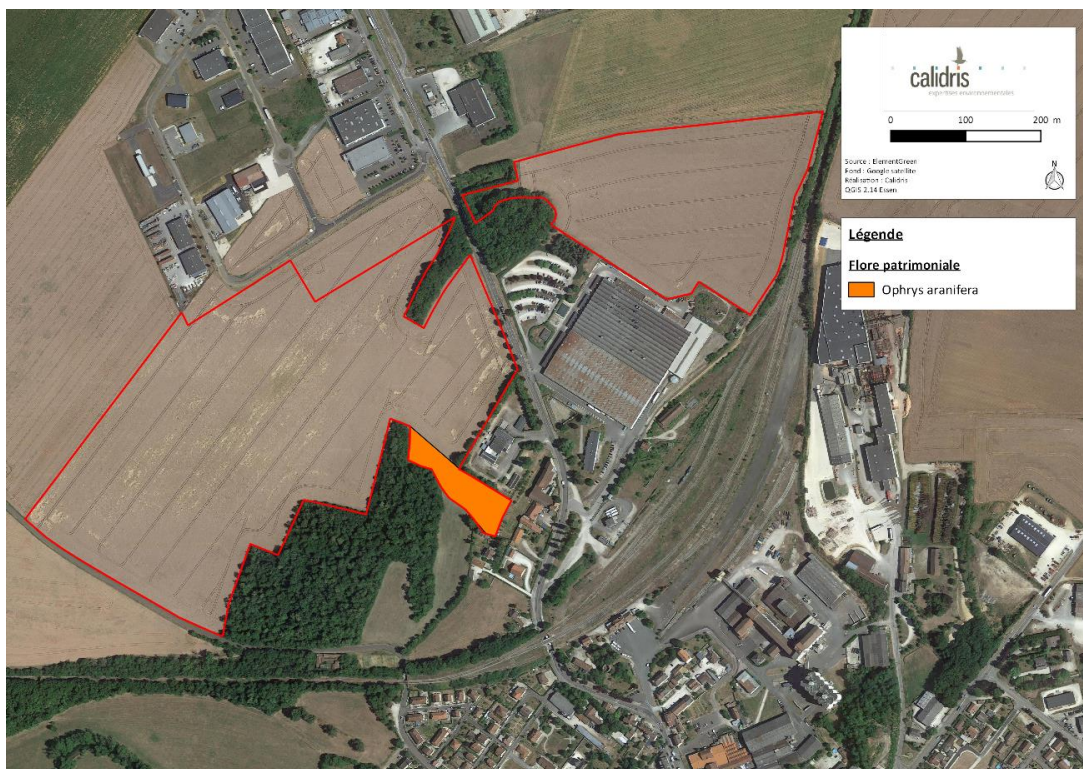 calidris
expertises environnementales
0 100 200 m
Source : ElementGreen
Fond : Google satellite
Réalisation : Calidris
QGIS 2.14 Essen
N
Légende
Flore patrimoniale
Ophrys aranifera